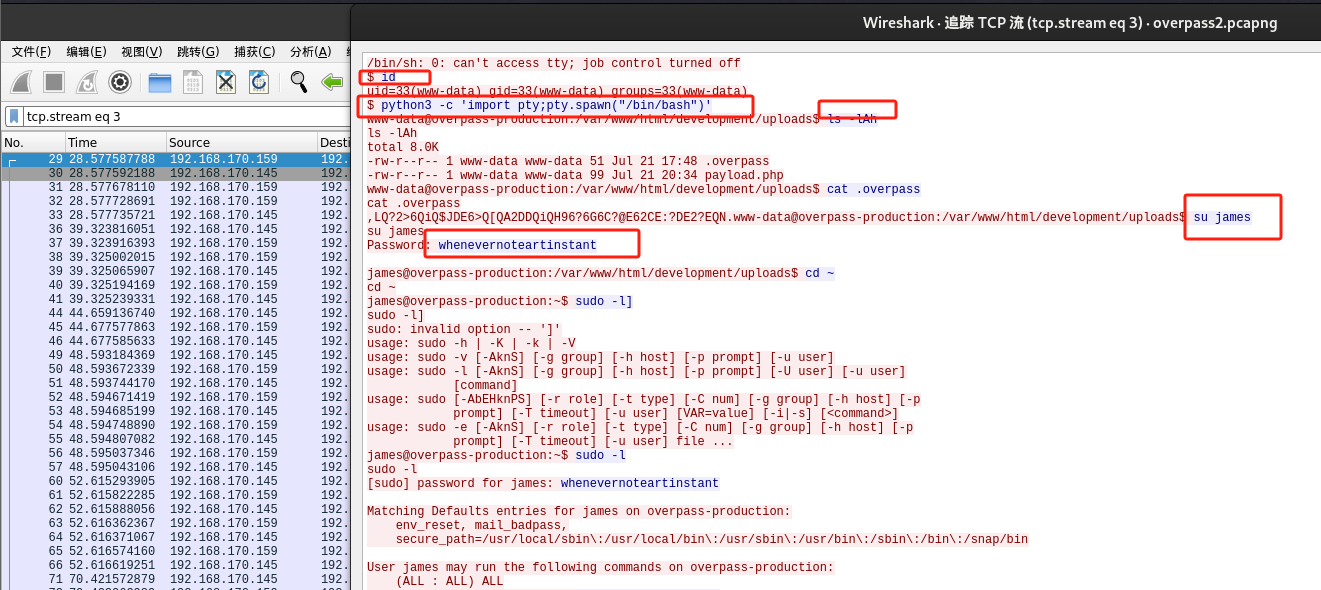 Wireshark · 追踪 TCP 流 (tcp.stream eq 3) · overpass2.pcapng
文件(F) 编辑(E) 视图(V) 跳转(G) 捕获(C) 分析(A)
tcp.stream eq 3
No. Time Source Desti
29 28.577587788 192.168.170.159 192.
30 28.577592188 192.168.170.145 192.
31 28.577678110 192.168.170.159 192.
32 28.577728691 192.168.170.159 192.
33 28.577735721 192.168.170.145 192.
36 39.323816051 192.168.170.145 192.
37 39.323916393 192.168.170.159 192.
38 39.325002015 192.168.170.159 192.
39 39.325065907 192.168.170.145 192.
40 39.325194169 192.168.170.159 192.
41 39.325239331 192.168.170.145 192.
44 44.659136740 192.168.170.159 192.
45 44.677577863 192.168.170.159 192.
46 44.677585633 192.168.170.145 192.
49 48.593184369 192.168.170.145 192.
50 48.593672339 192.168.170.159 192.
51 48.593744170 192.168.170.145 192.
52 48.594671419 192.168.170.159 192.
53 48.594685199 192.168.170.145 192.
54 48.594748890 192.168.170.159 192.
55 48.594807082 192.168.170.145 192.
56 48.595037346 192.168.170.159 192.
57 48.595043106 192.168.170.145 192.
60 52.615293905 192.168.170.145 192.
61 52.615822285 192.168.170.159 192.
62 52.615888056 192.168.170.145 192.
63 52.616362367 192.168.170.159 192.
64 52.616371067 192.168.170.145 192.
65 52.616574160 192.168.170.159 192.
66 52.616619251 192.168.170.145 192.
71 70.421572879 192.168.170.145 192.
/bin/sh: 0: can't access tty; job control turned off
$ id
uid=33(www-data) gid=33(www-data) groups=33(www-data)
$ python3 -c 'import pty;pty.spawn("/bin/bash")'
www-data@overpass-production:/var/www/html/development/uploads$ ls -lAh
ls -lAh
total 8.0K
-rw-r--r-- 1 www-data www-data 51 Jul 21 17:48 .overpass
-rw-r--r-- 1 www-data www-data 99 Jul 21 20:34 payload.php
www-data@overpass-production:/var/www/html/development/uploads$ cat .overpass
cat .overpass
,LQ?2>6QiQ$JDE6>Q[QA2DDQiQH96?6G6C?@E62CE:?DE2?EQN.www-data@overpass-production:/var/www/html/development/uploads$ su james
su james
Password: whenevernoteartinstant
james@overpass-production:/var/www/html/development/uploads$ cd ~
cd ~
james@overpass-production:~$ sudo -l]
sudo -l]
sudo: invalid option -- ']'
usage: sudo -h | -K | -k | -V
usage: sudo -v [-AknS] [-g group] [-h host] [-p prompt] [-u user]
usage: sudo -l [-AknS] [-g group] [-h host] [-p prompt] [-U user] [-u user]
[command]
usage: sudo [-AbEHknPS] [-r role] [-t type] [-C num] [-g group] [-h host] [-p
prompt] [-T timeout] [-u user] [VAR=value] [-i|-s] [<command>]
usage: sudo -e [-AknS] [-r role] [-t type] [-C num] [-g group] [-h host] [-p
prompt] [-T timeout] [-u user] file ...
james@overpass-production:~$ sudo -l
sudo -l
[sudo] password for james: whenevernoteartinstant
Matching Defaults entries for james on overpass-production:
env_reset, mail_badpass,
secure_path=/usr/local/sbin\:/usr/local/bin\:/usr/sbin\:/usr/bin\:/sbin\:/bin\:/snap/bin
User james may run the following commands on overpass-production:
(ALL : ALL) ALL